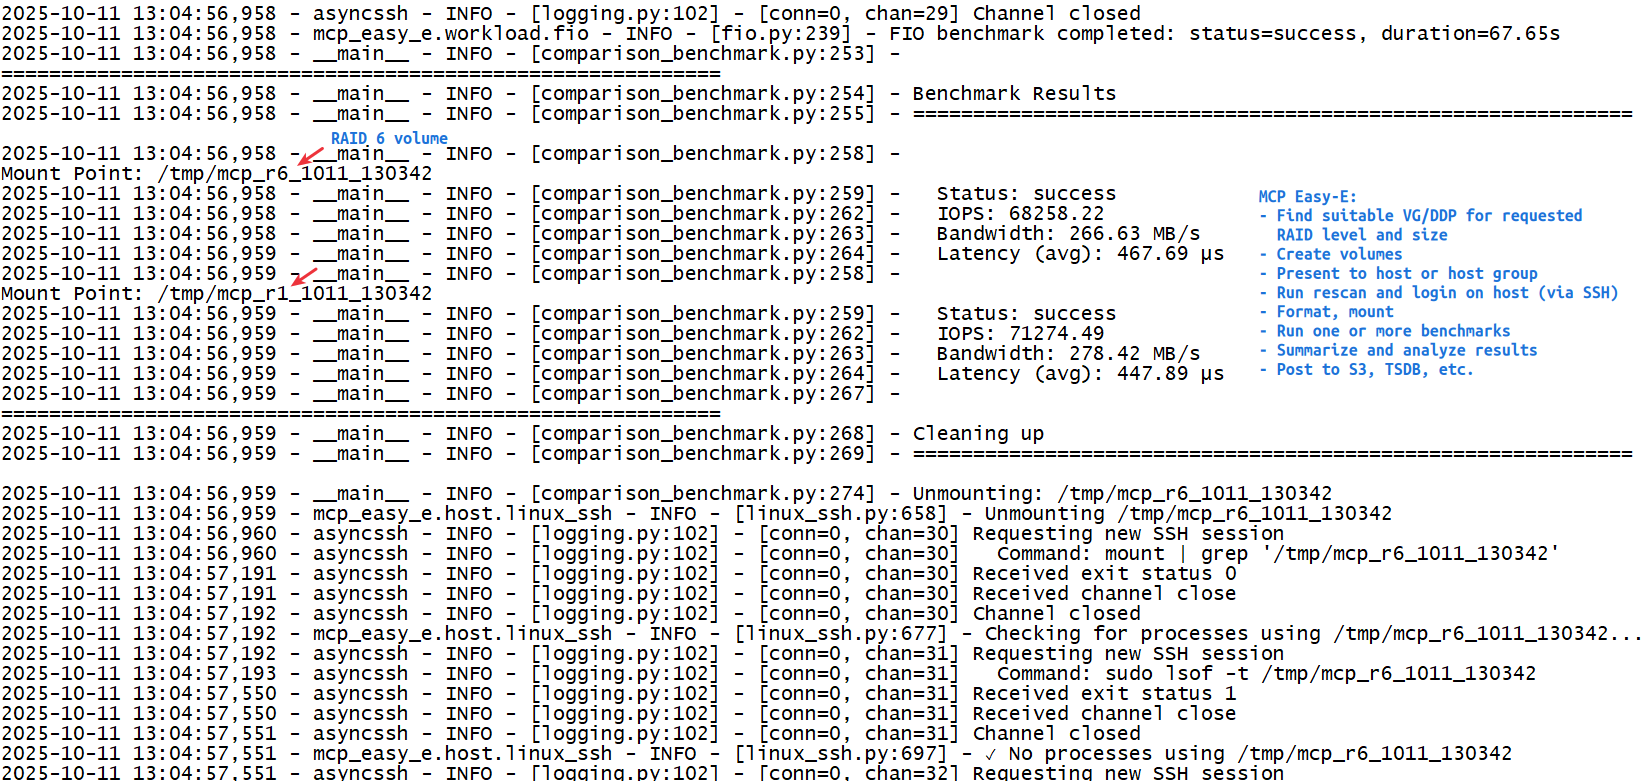 2025-10-11 13:04:56,958 - asyncssh - INFO - [logging.py:102] - [conn=0, chan=29] Channel closed
2025-10-11 13:04:56,958 - mcp_easy_e.workload.fio - INFO - [fio.py:239] - FIO benchmark completed: status=success, duration=67.65s
2025-10-11 13:04:56,958 - __main__ - INFO - [comparison_benchmark.py:253] -
============================================================
2025-10-11 13:04:56,958 - __main__ - INFO - [comparison_benchmark.py:254] - Benchmark Results
2025-10-11 13:04:56,958 - __main__ - INFO - [comparison_benchmark.py:255] - ============================================================
RAID 6 volume
2025-10-11 13:04:56,958 - __main__ - INFO - [comparison_benchmark.py:258] -
Mount Point: /tmp/mcp_r6_1011_130342
2025-10-11 13:04:56,958 - __main__ - INFO - [comparison_benchmark.py:259] -   Status: success
2025-10-11 13:04:56,958 - __main__ - INFO - [comparison_benchmark.py:262] -   IOPS: 68258.22
2025-10-11 13:04:56,958 - __main__ - INFO - [comparison_benchmark.py:263] -   Bandwidth: 266.63 MB/s
2025-10-11 13:04:56,959 - __main__ - INFO - [comparison_benchmark.py:264] -   Latency (avg): 467.69 µs
2025-10-11 13:04:56,959 - __main__ - INFO - [comparison_benchmark.py:258] -
Mount Point: /tmp/mcp_r1_1011_130342
2025-10-11 13:04:56,959 - __main__ - INFO - [comparison_benchmark.py:259] -   Status: success
2025-10-11 13:04:56,959 - __main__ - INFO - [comparison_benchmark.py:262] -   IOPS: 71274.49
2025-10-11 13:04:56,959 - __main__ - INFO - [comparison_benchmark.py:263] -   Bandwidth: 278.42 MB/s
2025-10-11 13:04:56,959 - __main__ - INFO - [comparison_benchmark.py:264] -   Latency (avg): 447.89 µs
2025-10-11 13:04:56,959 - __main__ - INFO - [comparison_benchmark.py:267] -
============================================================
MCP Easy-E:
- Find suitable VG/DDP for requested
RAID level and size
- Create volumes
- Present to host or host group
- Run rescan and login on host (via SSH)
- Format, mount
- Run one or more benchmarks
- Summarize and analyze results
- Post to S3, TSDB, etc.
2025-10-11 13:04:56,959 - __main__ - INFO - [comparison_benchmark.py:268] - Cleaning up
2025-10-11 13:04:56,959 - __main__ - INFO - [comparison_benchmark.py:269] - ============================================================
2025-10-11 13:04:56,959 - __main__ - INFO - [comparison_benchmark.py:274] - Unmounting: /tmp/mcp_r6_1011_130342
2025-10-11 13:04:56,959 - mcp_easy_e.host.linux_ssh - INFO - [linux_ssh.py:658] - Unmounting /tmp/mcp_r6_1011_130342
2025-10-11 13:04:56,960 - asyncssh - INFO - [logging.py:102] - [conn=0, chan=30] Requesting new SSH session
2025-10-11 13:04:56,960 - asyncssh - INFO - [logging.py:102] - [conn=0, chan=30]   Command: mount | grep '/tmp/mcp_r6_1011_130342'
2025-10-11 13:04:57,191 - asyncssh - INFO - [logging.py:102] - [conn=0, chan=30] Received exit status 0
2025-10-11 13:04:57,191 - asyncssh - INFO - [logging.py:102] - [conn=0, chan=30] Received channel close
2025-10-11 13:04:57,192 - asyncssh - INFO - [logging.py:102] - [conn=0, chan=30] Channel closed
2025-10-11 13:04:57,192 - mcp_easy_e.host.linux_ssh - INFO - [linux_ssh.py:677] - Checking for processes using /tmp/mcp_r6_1011_130342...
2025-10-11 13:04:57,192 - asyncssh - INFO - [logging.py:102] - [conn=0, chan=31] Requesting new SSH session
2025-10-11 13:04:57,193 - asyncssh - INFO - [logging.py:102] - [conn=0, chan=31]   Command: sudo lsof -t /tmp/mcp_r6_1011_130342
2025-10-11 13:04:57,550 - asyncssh - INFO - [logging.py:102] - [conn=0, chan=31] Received exit status 1
2025-10-11 13:04:57,550 - asyncssh - INFO - [logging.py:102] - [conn=0, chan=31] Received channel close
2025-10-11 13:04:57,551 - asyncssh - INFO - [logging.py:102] - [conn=0, chan=31] Channel closed
2025-10-11 13:04:57,551 - mcp_easy_e.host.linux_ssh - INFO - [linux_ssh.py:697] - ✓ No processes using /tmp/mcp_r6_1011_130342
2025-10-11 13:04:57,551 - asyncssh - INFO - [logging.py:102] - [conn=0, chan=32] Requesting new SSH session